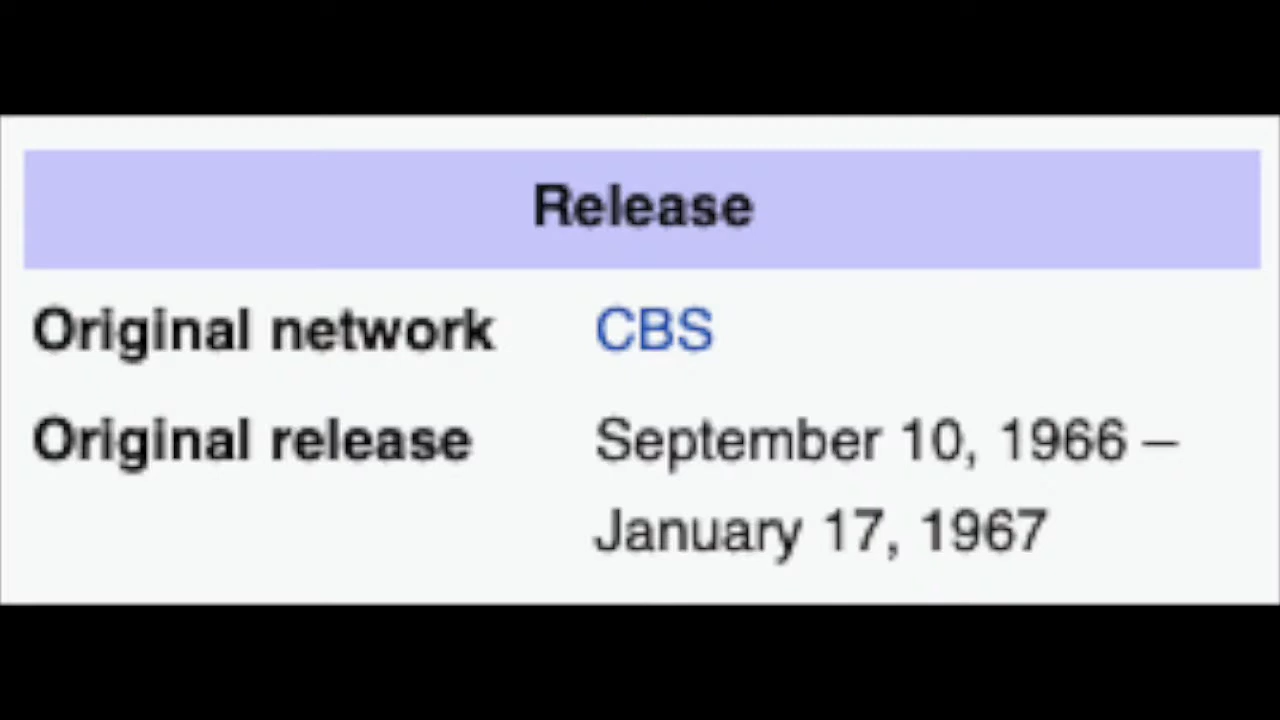 Release
Original network CBS
Original release September 10, 1966 –
January 17, 1967